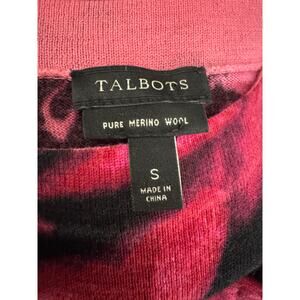 TALBOTS
PURE MERINO WOOL
S
MADE IN
CHINA